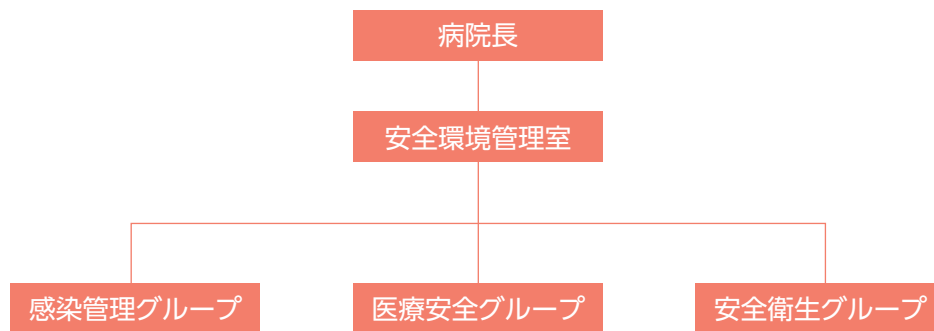 病院長
安全環境管理室
感染管理グループ
医療安全グループ
安全衛生グループ